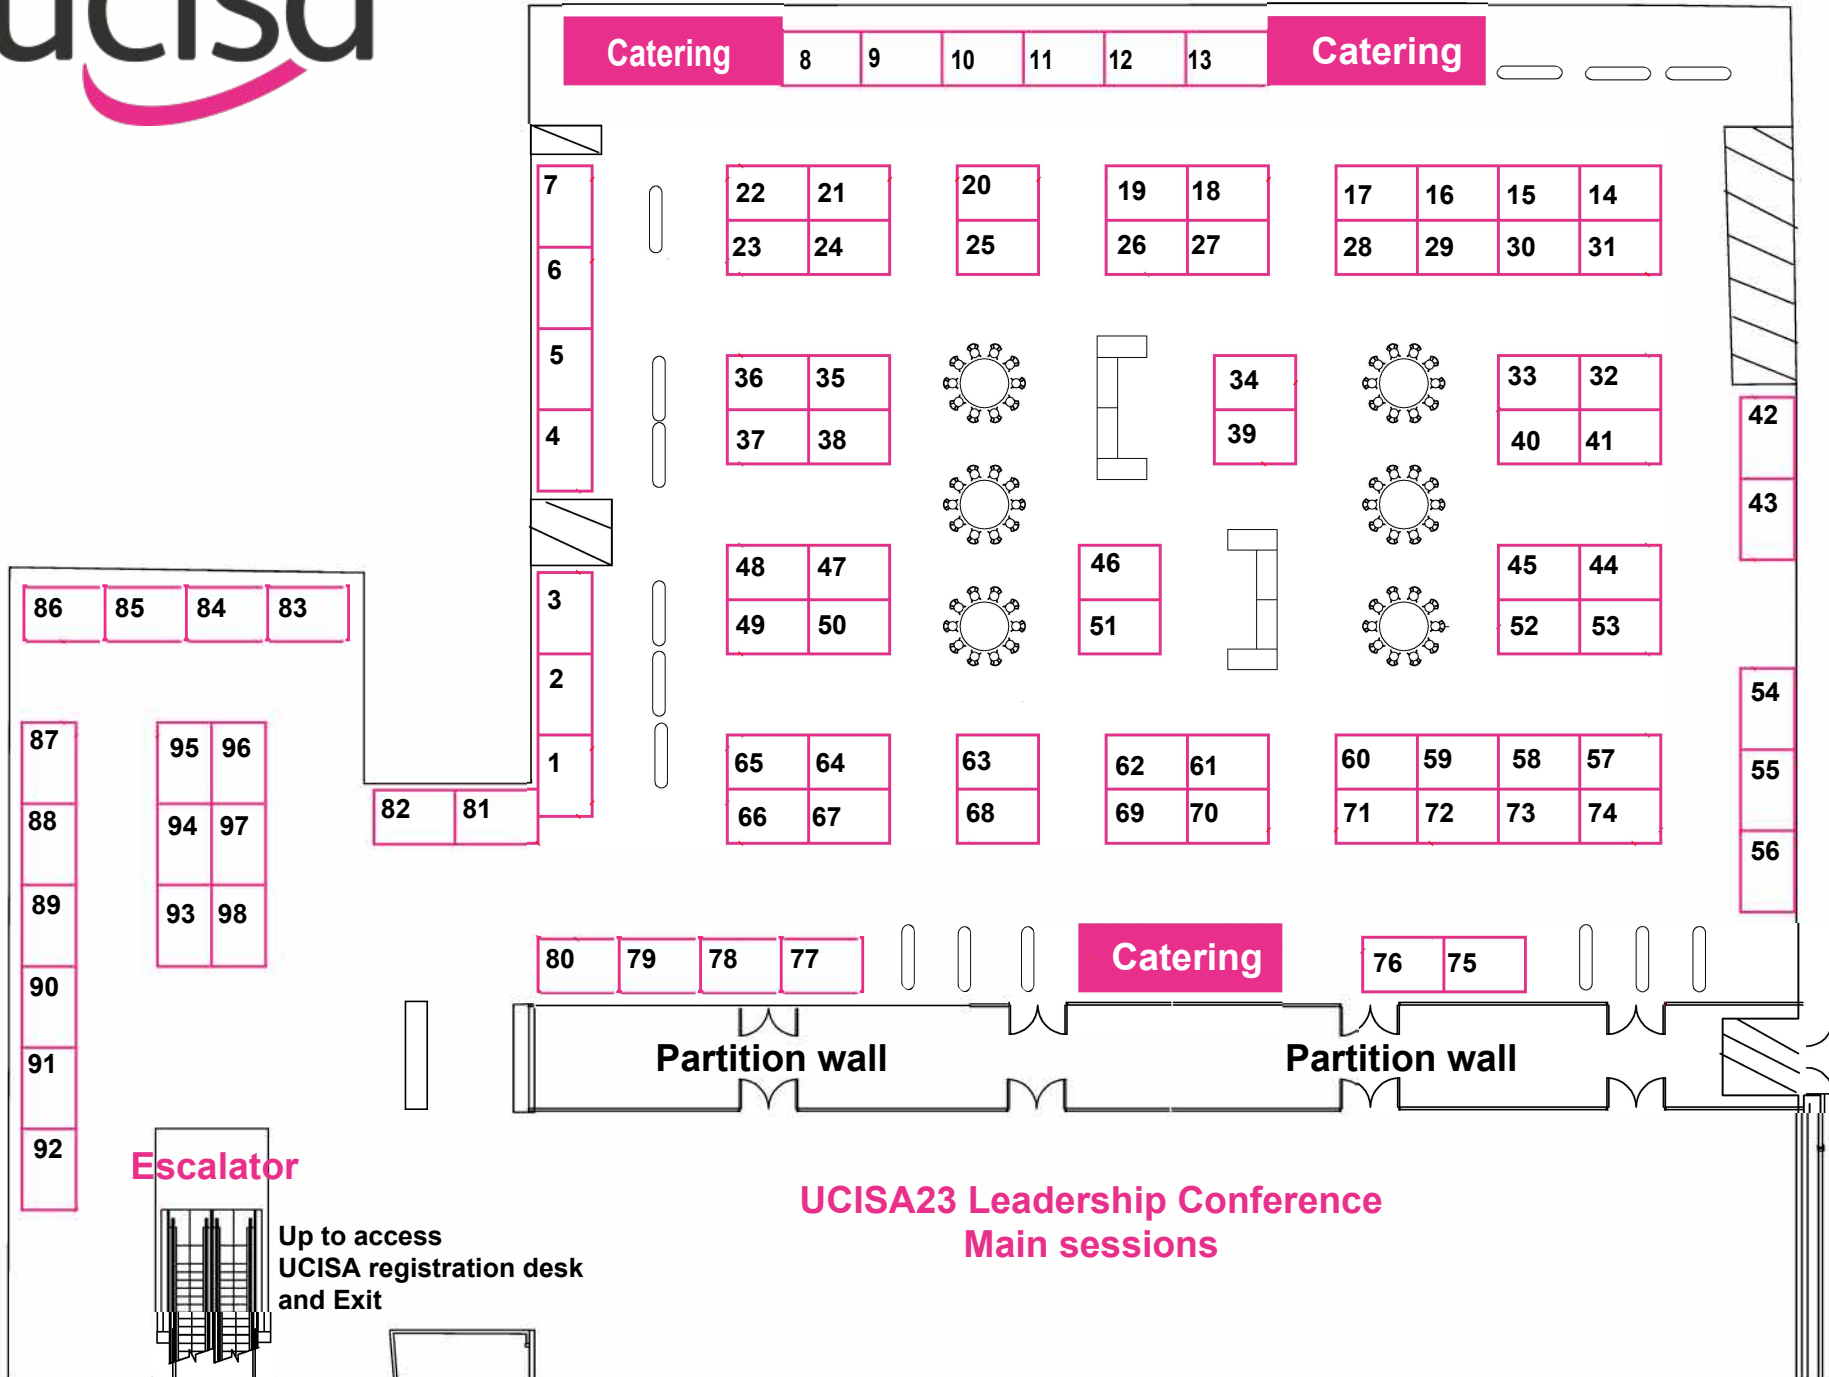 ucisa
Catering 8 9 10 11 12 13 Catering
7 22 21 20 19 18 17 16 15 14
23 24 25 26 27 28 29 30 31
6
5 36 35 34 33 32
4 37 38 39 40 41 42
43
3 48 47 46 45 44
86 85 84 83 49 50 51 52 53
2 54
87 95 96 1 65 64 63 62 61 60 59 58 57 55
88 94 97 82 81 66 67 68 69 70 71 72 73 74
56
89 93 98
80 79 78 77 Catering 76 75
90
91 Partition wall Partition wall
92 Escalator
UCISA23 Leadership Conference
Main sessions
Up to access
UCISA registration desk
and Exit